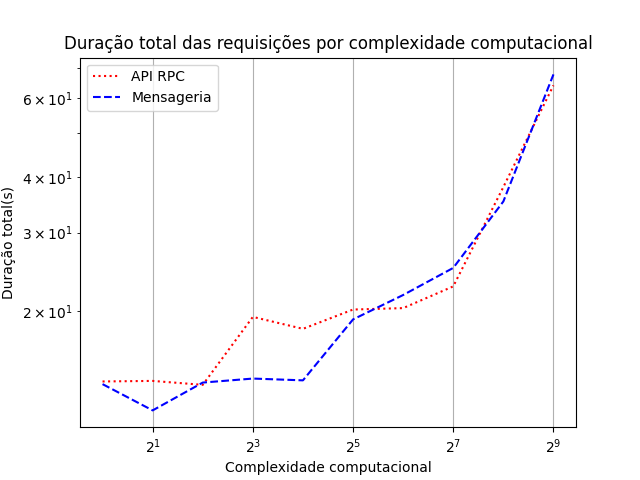 Duração total das requisições por complexidade computacional
API RPC
Mensageria
Duração total(s)
6 × 10¹
4 × 10¹
3 × 10¹
2 × 10¹
2¹ 2³ 2⁵ 2⁷ 2⁹
Complexidade computacional